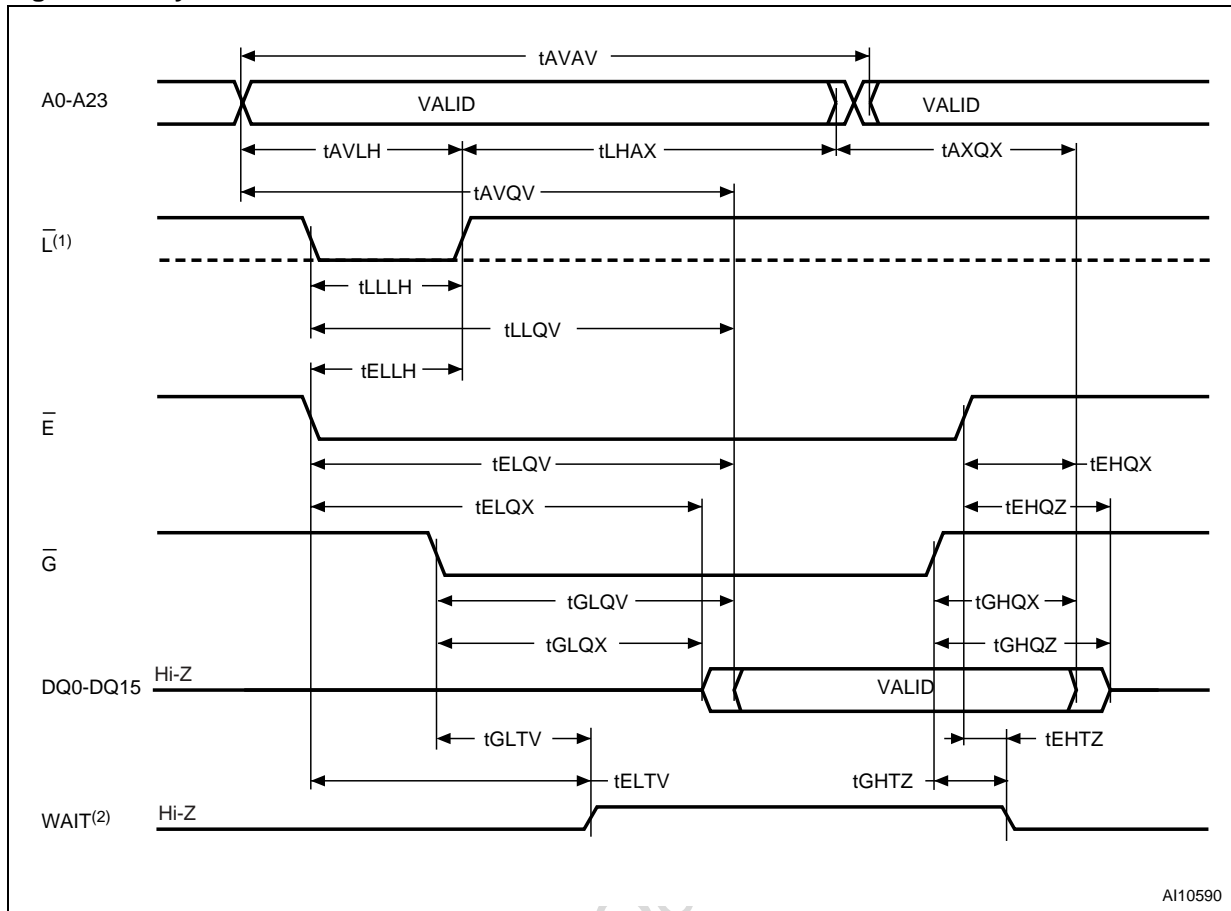 tAVAV
A0-A23 VALID VALID
tAVLH tLHAX tAXQX
tAVQV
L̅(1)
tLLLH
tLLQV
tELLH
E̅
tELQV tEHQX
tELQX tEHQZ
G̅
tGLQV tGHQX
tGLQX tGHQZ
DQ0-DQ15 Hi-Z VALID
tGLTV tEHTZ
tELTV tGHTZ
WAIT(2) Hi-Z
AI10590